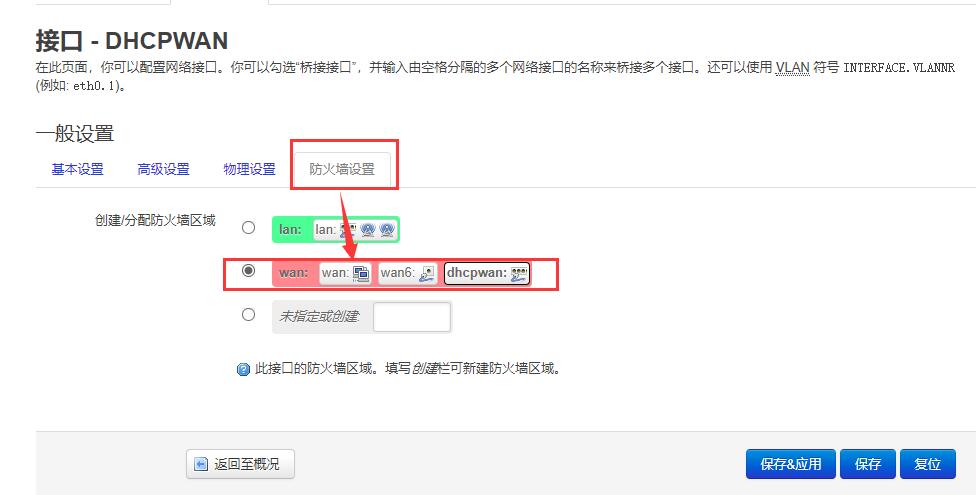 接口 - DHCPWAN
在此页面，你可以配置网络接口。你可以勾选“桥接接口”，并输入由空格分隔的多个网络接口的名称来桥接多个接口。还可以使用 VLAN 符号 INTERFACE.VLANNR
(例如: eth0.1)。
一般设置
基本设置 高级设置 物理设置 防火墙设置
创建/分配防火墙区域
lan: lan:
wan: wan: wan6: dhcpwan:
未指定或创建:
此接口的防火墙区域。填写创建栏可新建防火墙区域。
返回至概况 保存&应用 保存 复位